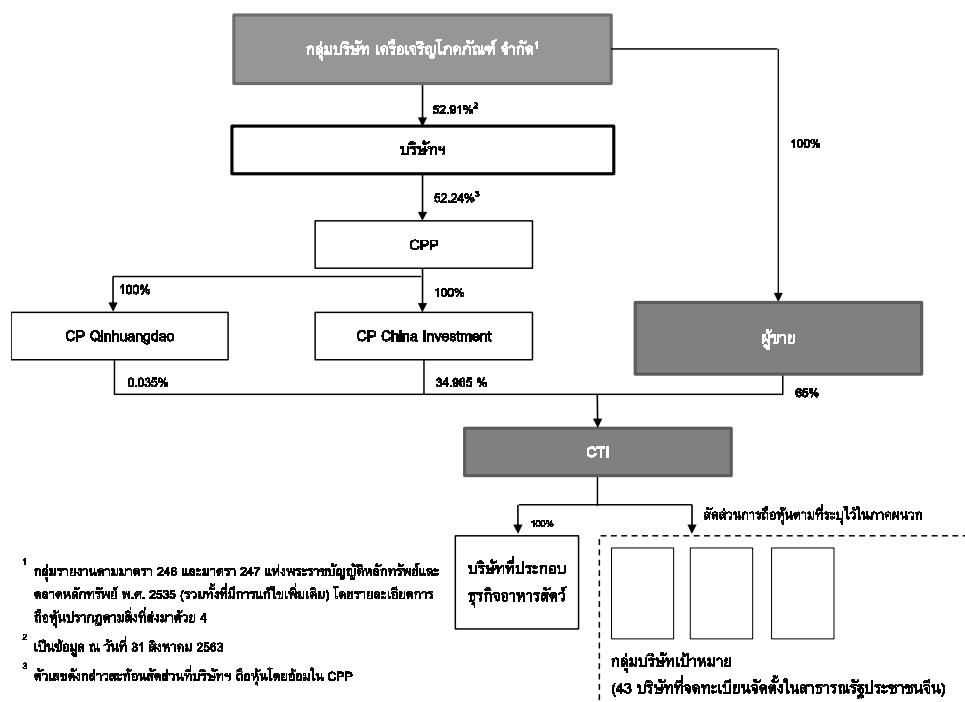 กลุ่มบริษัท เครือเจริญโภคภัณฑ์ จำกัด¹
52.91%²
บริษัทฯ
100%
52.24%³
CPP
100%
100%
CP Qinhuangdao
CP China Investment
ผู้ขาย
0.035%
34.965 %
65%
CTI
100%
สัดส่วนการถือหุ้นตามที่ระบุไว้ในภาคผนวก
บริษัทที่ประกอบ
ธุรกิจอาหารสัตว์
กลุ่มบริษัทเป้าหมาย
(43 บริษัทที่จดทะเบียนจัดตั้งในสาธารณรัฐประชาชนจีน)
¹ กลุ่มรายงานตามมาตรา 246 และมาตรา 247 แห่งพระราชบัญญัติหลักทรัพย์และ
ตลาดหลักทรัพย์ พ.ศ. 2535 (รวมทั้งที่มีการแก้ไขเพิ่มเติม) โดยรายละเอียดการ
ถือหุ้นปรากฏตามสิ่งที่ส่งมาด้วย 4
² เป็นข้อมูล ณ วันที่ 31 สิงหาคม 2563
³ ตัวเลขดังกล่าวสะท้อนสัดส่วนที่บริษัทฯ ถือหุ้นโดยอ้อมใน CPP